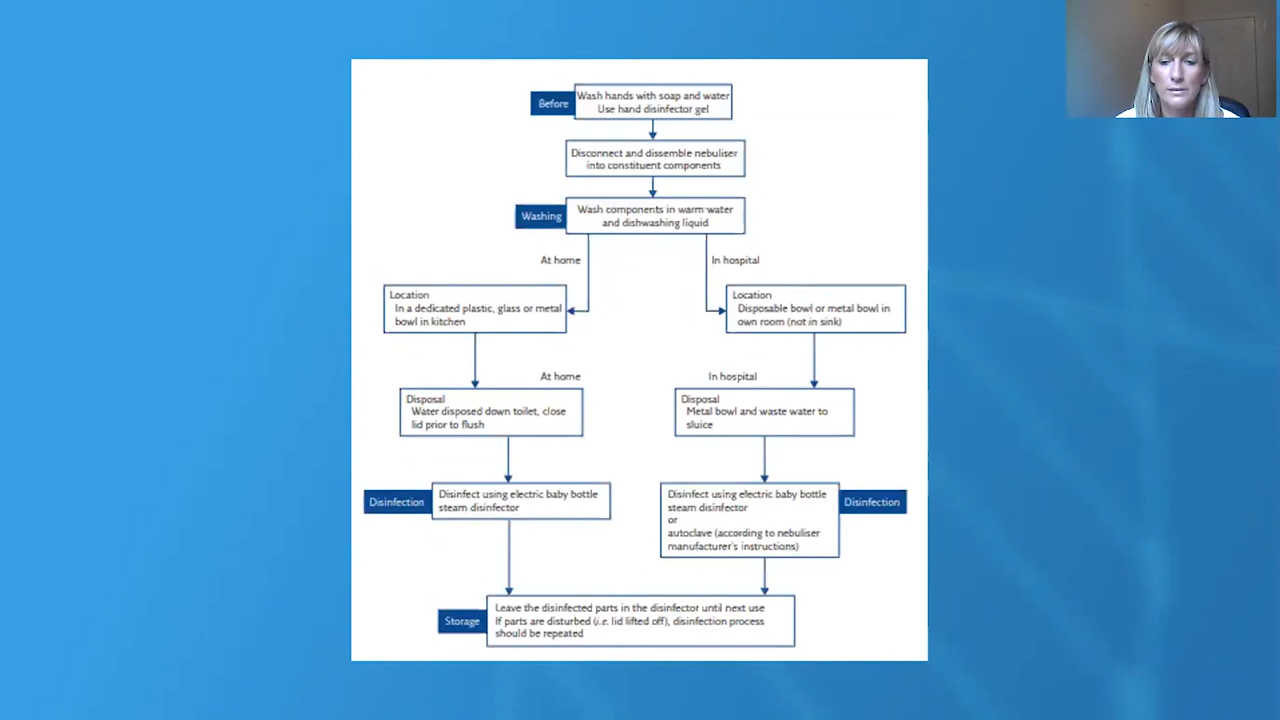 Before
Wash hands with soap and water
Use hand disinfector gel
Disconnect and dissemble nebuliser
into constituent components
Washing
Wash components in warm water
and dishwashing liquid
At home
In hospital
Location
In a dedicated plastic, glass or metal
bowl in kitchen
Location
Disposable bowl or metal bowl in
own room (not in sink)
At home
In hospital
Disposal
Water disposed down toilet, close
lid prior to flush
Disposal
Metal bowl and waste water to
sluice
Disinfection
Disinfect using electric baby bottle
steam disinfector
Disinfect using electric baby bottle
steam disinfector
or
autoclave (according to nebuliser
manufacturer's instructions)
Disinfection
Storage
Leave the disinfected parts in the disinfector until next use
If parts are disturbed (i.e. lid lifted off), disinfection process
should be repeated